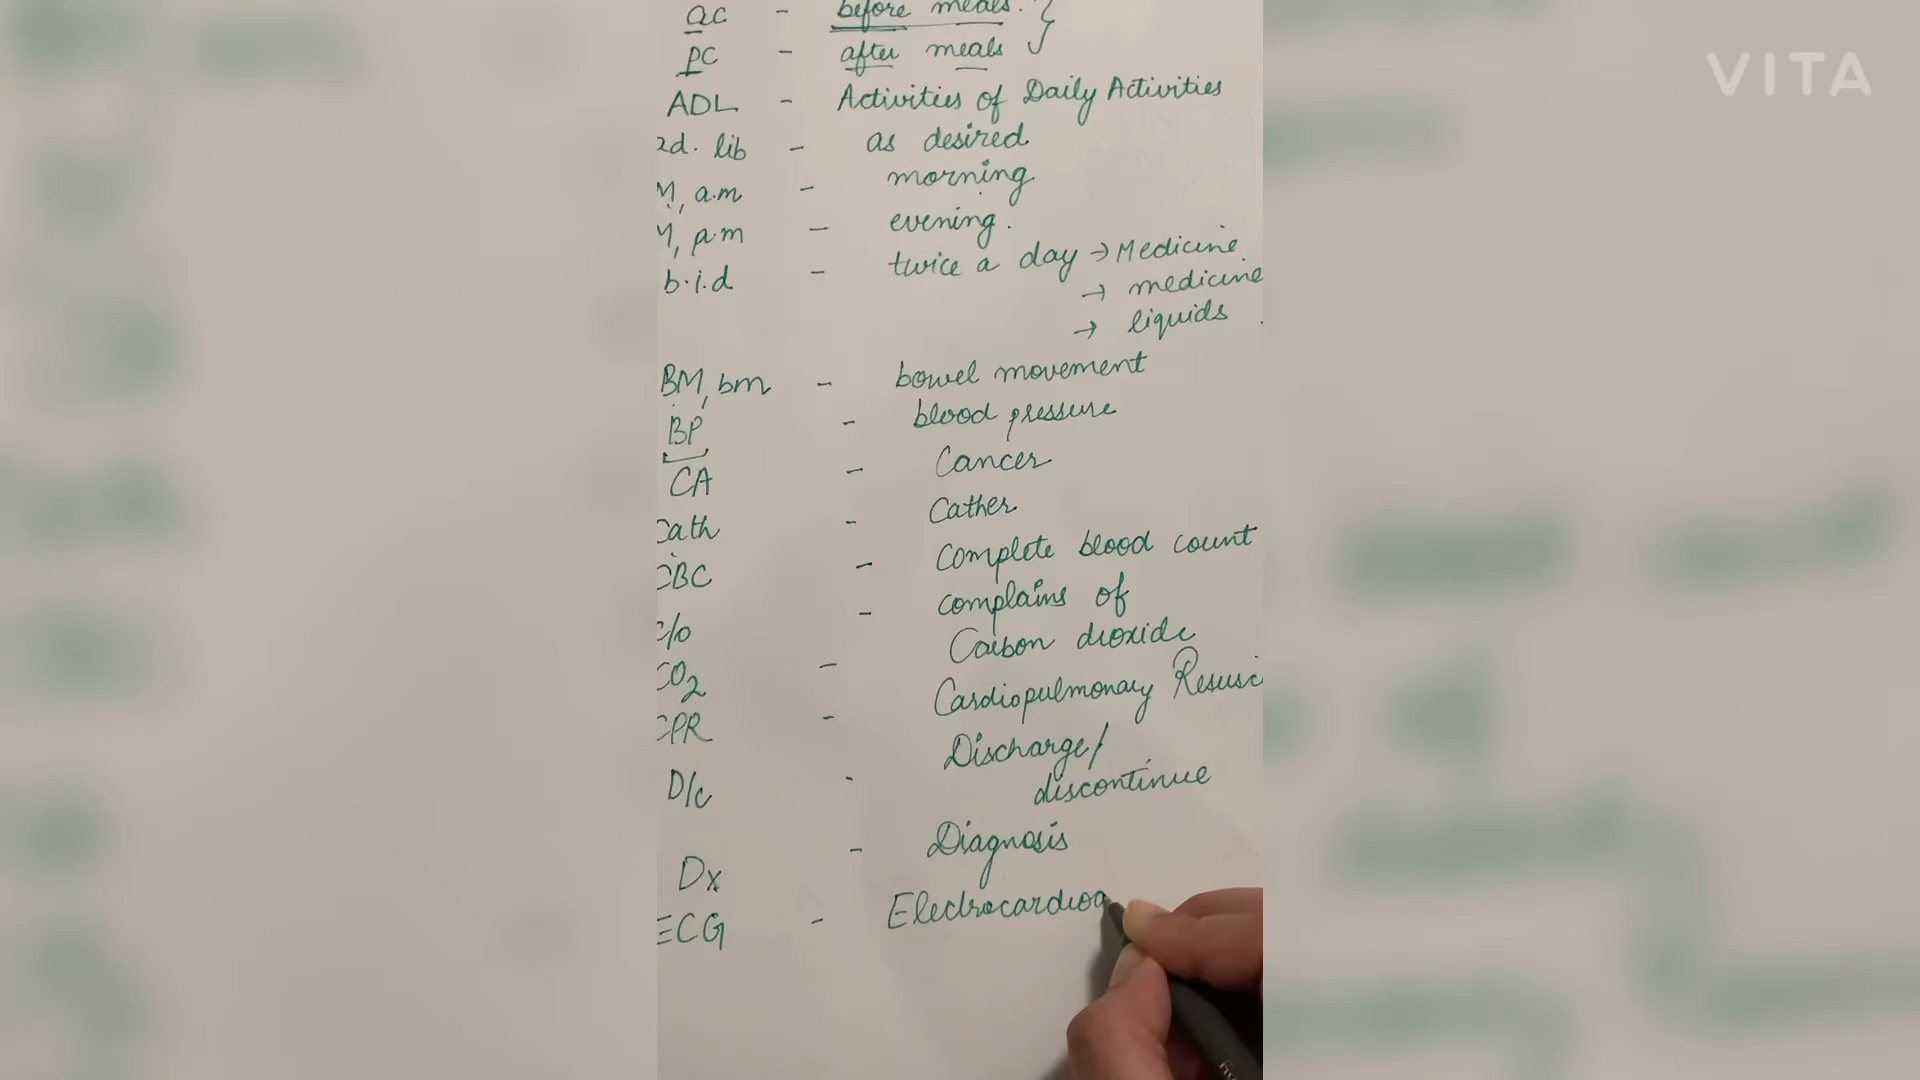 VITA
ac - before meals.
pc - after meals
ADL - Activities of Daily Activities
ad. lib - as desired
M, a.m - morning
M, p.m - evening.
b.i.d - twice a day → Medicine
→ medicine
→ liquids
BM, bm - bowel movement
BP - blood pressure
CA - Cancer
Cath - Cather
CBC - Complete blood count
c/o - complains of
CO2 - Carbon dioxide
CPR - Cardiopulmonary Resusci
D/c - Discharge/
discontinue
Dx - Diagnosis
ECG - Electrocardiog